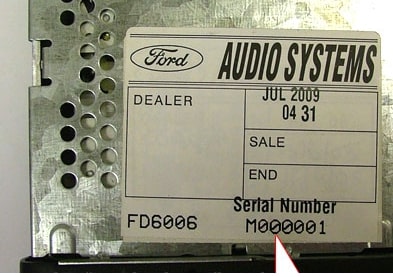 Ford AUDIO SYSTEMS
DEALER
JUL 2009
04 31
SALE
END
Serial Number
FD6006 M000001